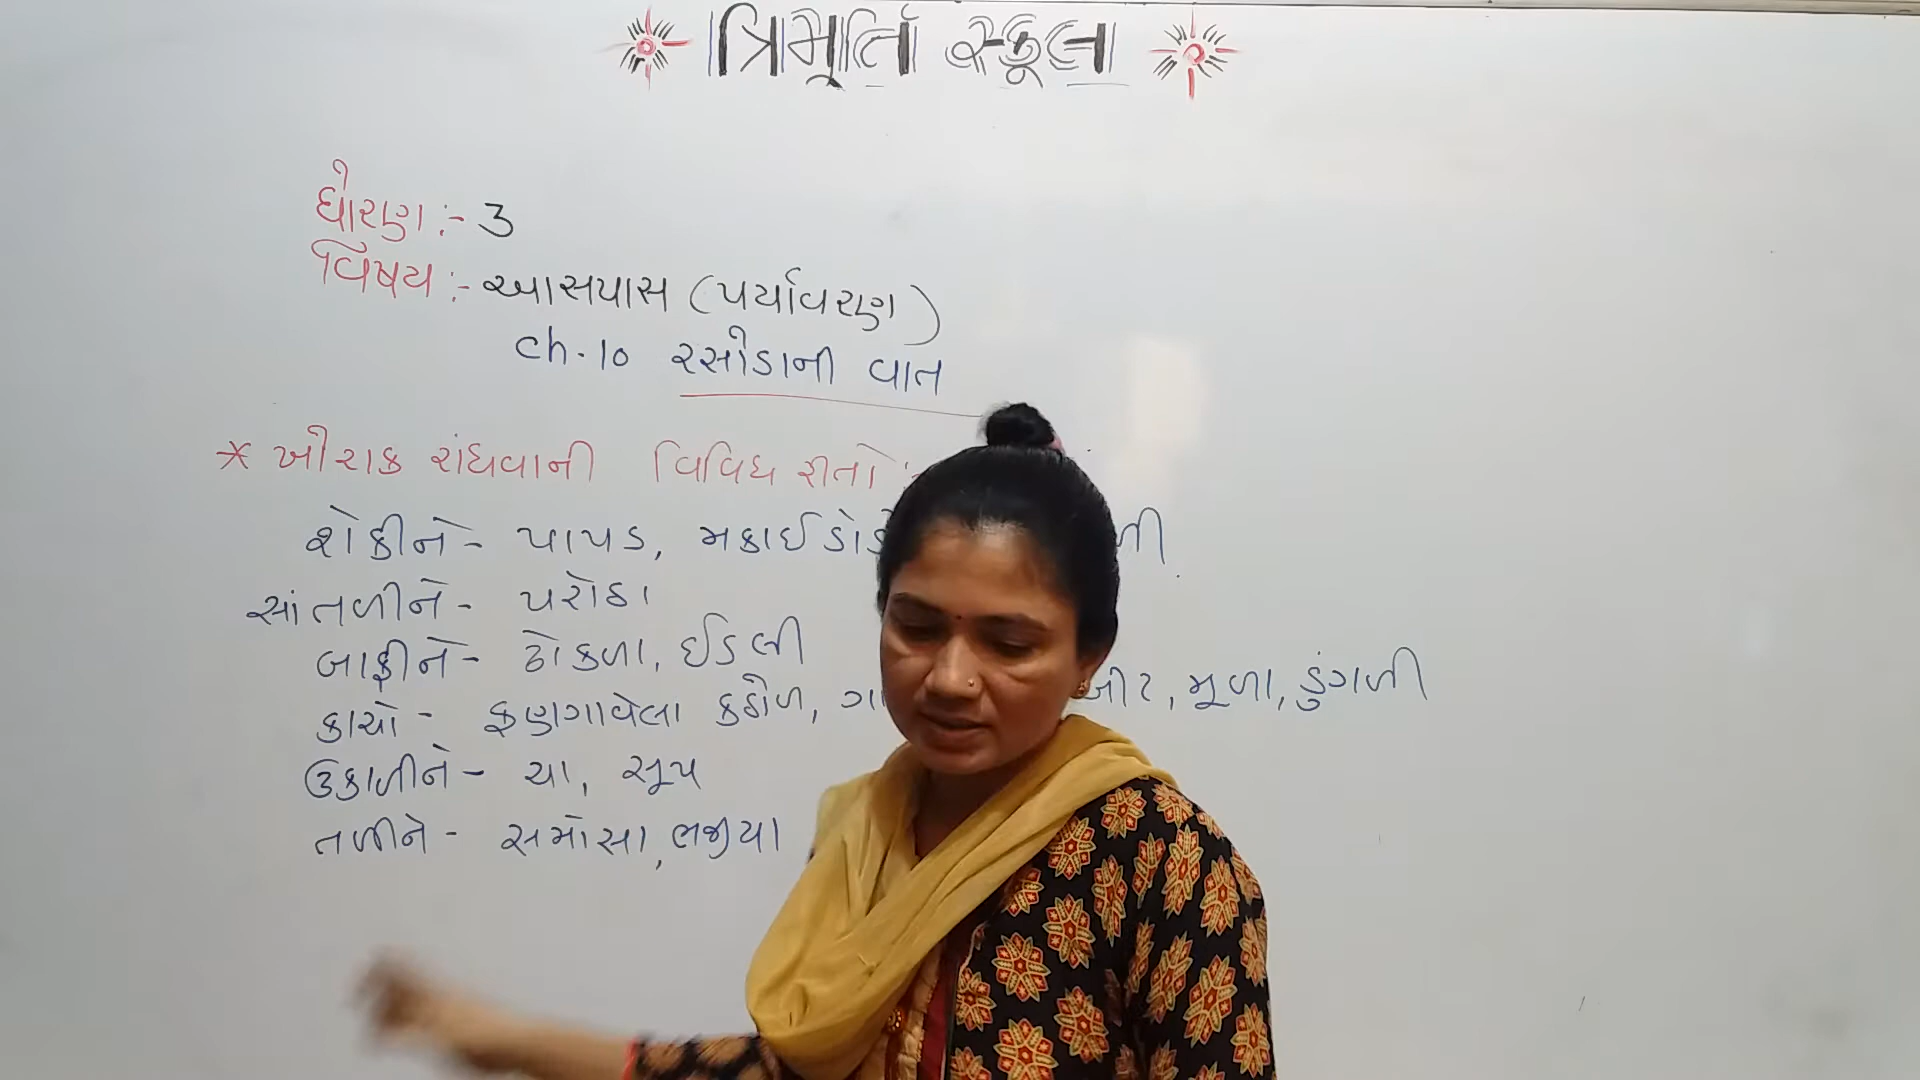 ત્રિમૂર્તિ સ્કૂલ
ધોરણ :- 3
વિષય :- આસપાસ (પર્યાવરણ)
ch. 10 રસોડાની વાત
* ખોરાક રાંધવાની વિવિધ રીતો :
શેકીને - પાપડ, મકાઈ
સાંતળીને - પરોઠા
બાફીને - ઢોકળા, ઈડલી
કાચો - ફણગાવેલા કઠોળ, બીટ, મૂળા, ડુંગળી
ઉકાળીને - ચા, સૂપ
તળીને - સમોસા, ભજીયા